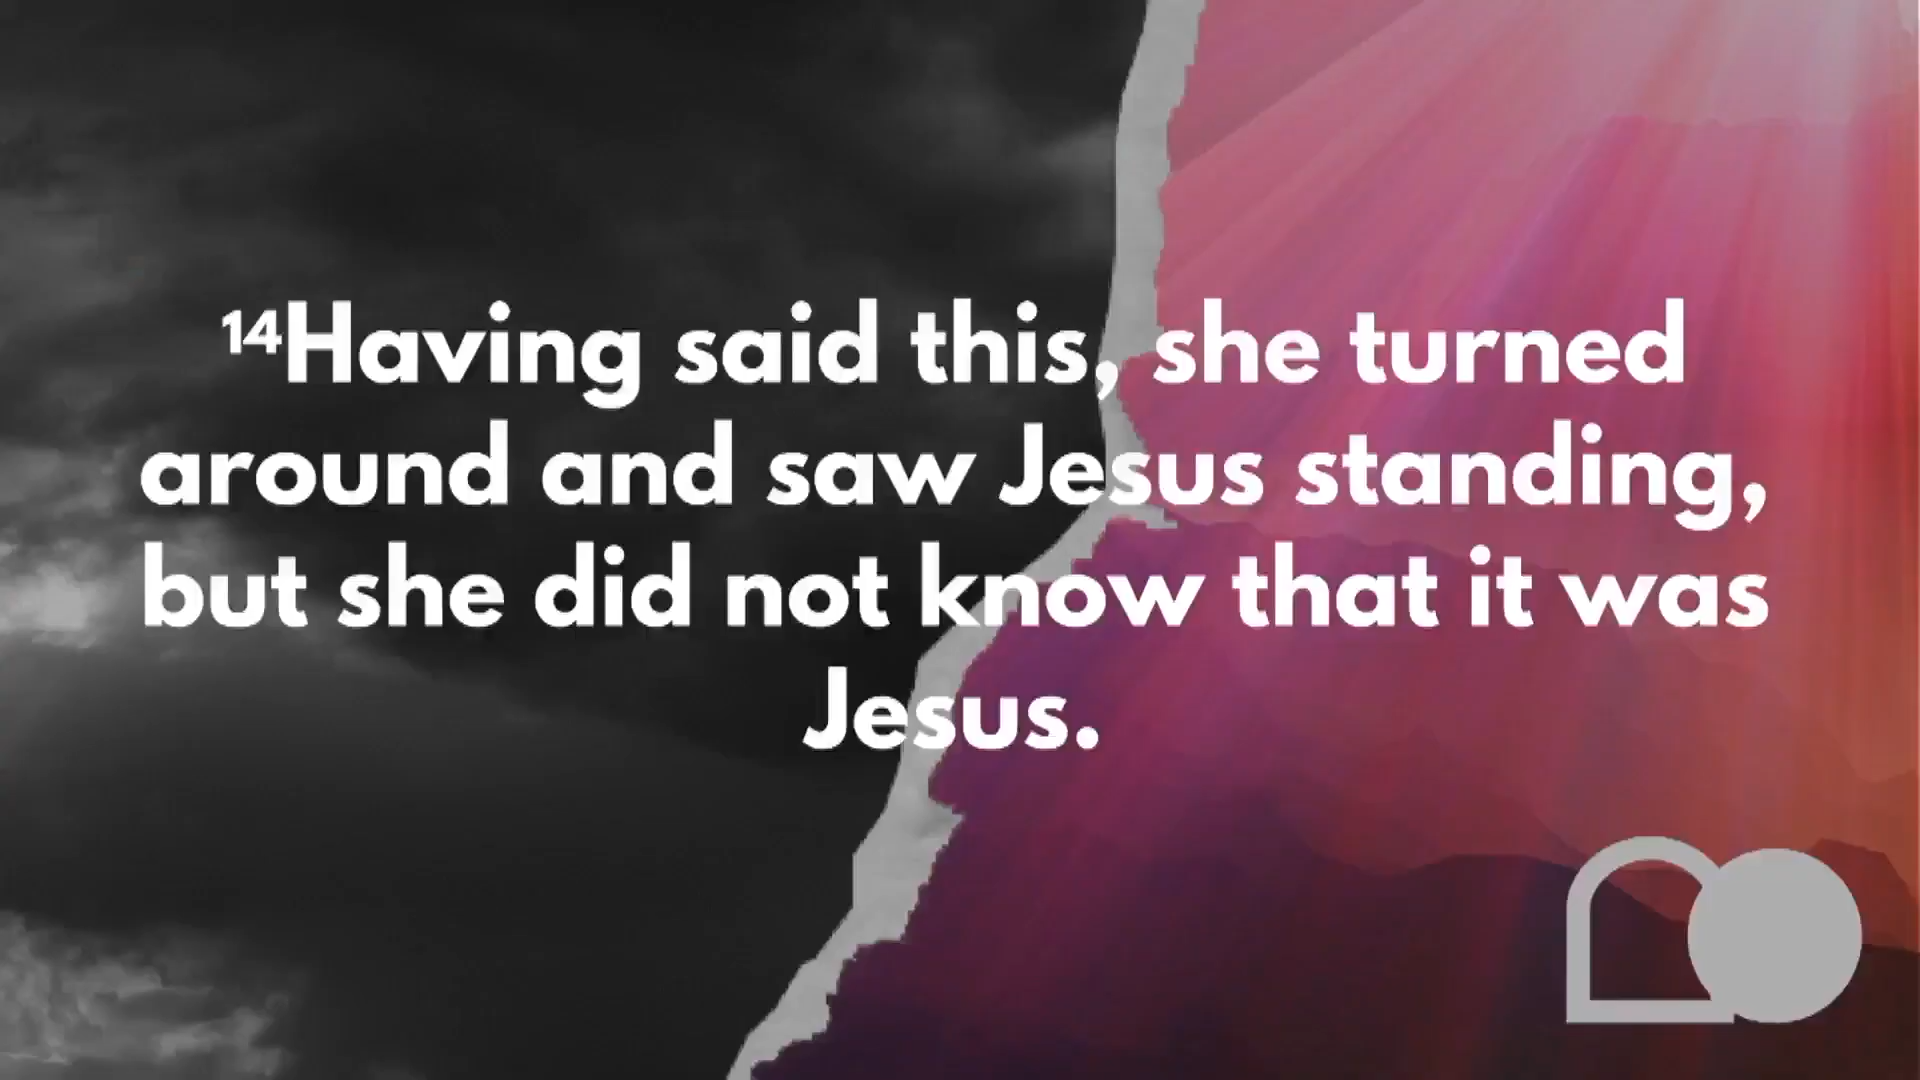 ¹⁴Having said this, she turned
around and saw Jesus standing,
but she did not know that it was
Jesus.